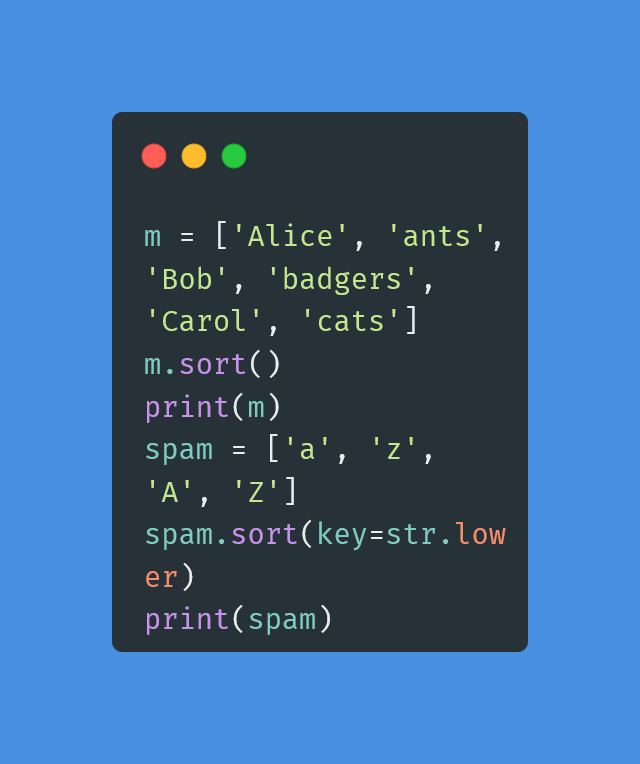 m = ['Alice', 'ants',
'Bob', 'badgers',
'Carol', 'cats']
m.sort()
print(m)
spam = ['a', 'z',
'A', 'Z']
spam.sort(key=str.low
er)
print(spam)